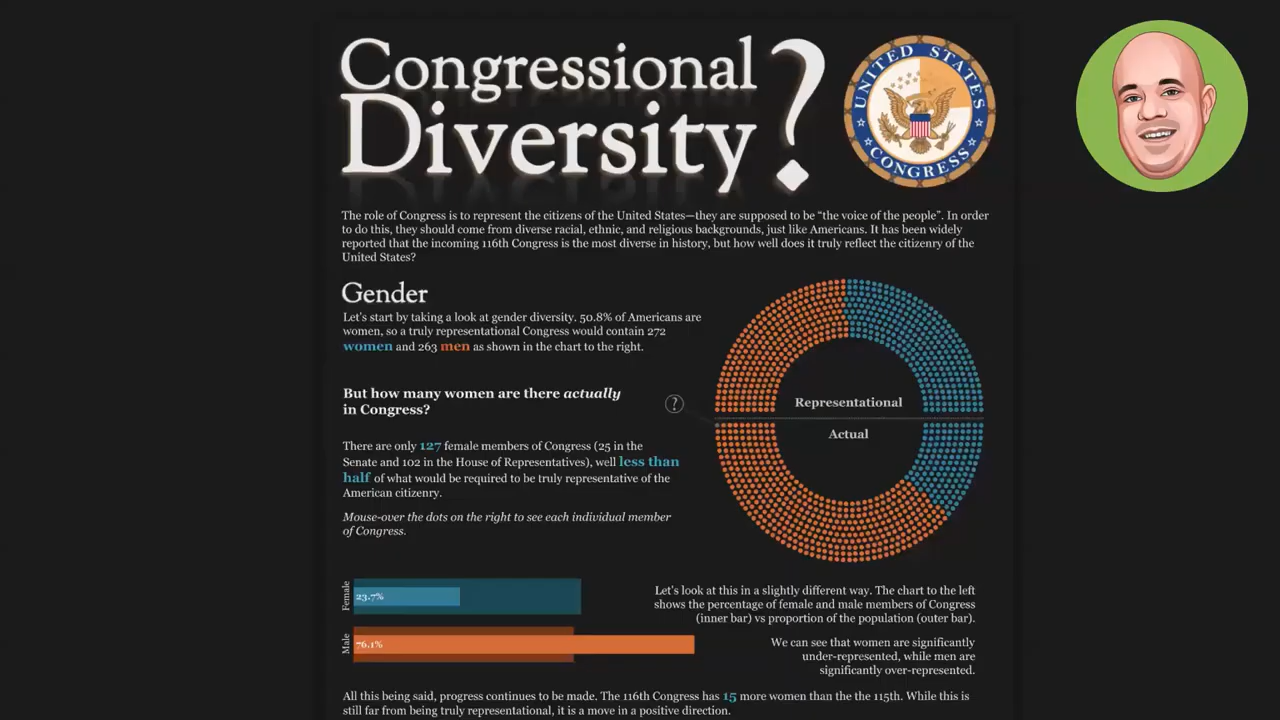 Congressional
Diversity?
UNITED STATES
CONGRESS
The role of Congress is to represent the citizens of the United States—they are supposed to be “the voice of the people”. In order
to do this, they should come from diverse racial, ethnic, and religious backgrounds, just like Americans. It has been widely
reported that the incoming 116th Congress is the most diverse in history, but how well does it truly reflect the citizenry of the
United States?
Gender
Let's start by taking a look at gender diversity. 50.8% of Americans are
women, so a truly representational Congress would contain 272
women and 263 men as shown in the chart to the right.
But how many women are there actually
in Congress?
?
There are only 127 female members of Congress (25 in the
Senate and 102 in the House of Representatives), well less than
half of what would be required to be truly representative of the
American citizenry.
Mouse-over the dots on the right to see each individual member
of Congress.
Representational
Actual
Female
23.7%
Male
76.1%
Let's look at this in a slightly different way. The chart to the left
shows the percentage of female and male members of Congress
(inner bar) vs proportion of the population (outer bar).
We can see that women are significantly
under-represented, while men are
significantly over-represented.
All this being said, progress continues to be made. The 116th Congress has 15 more women than the the 115th. While this is
still far from being truly representational, it is a move in a positive direction.